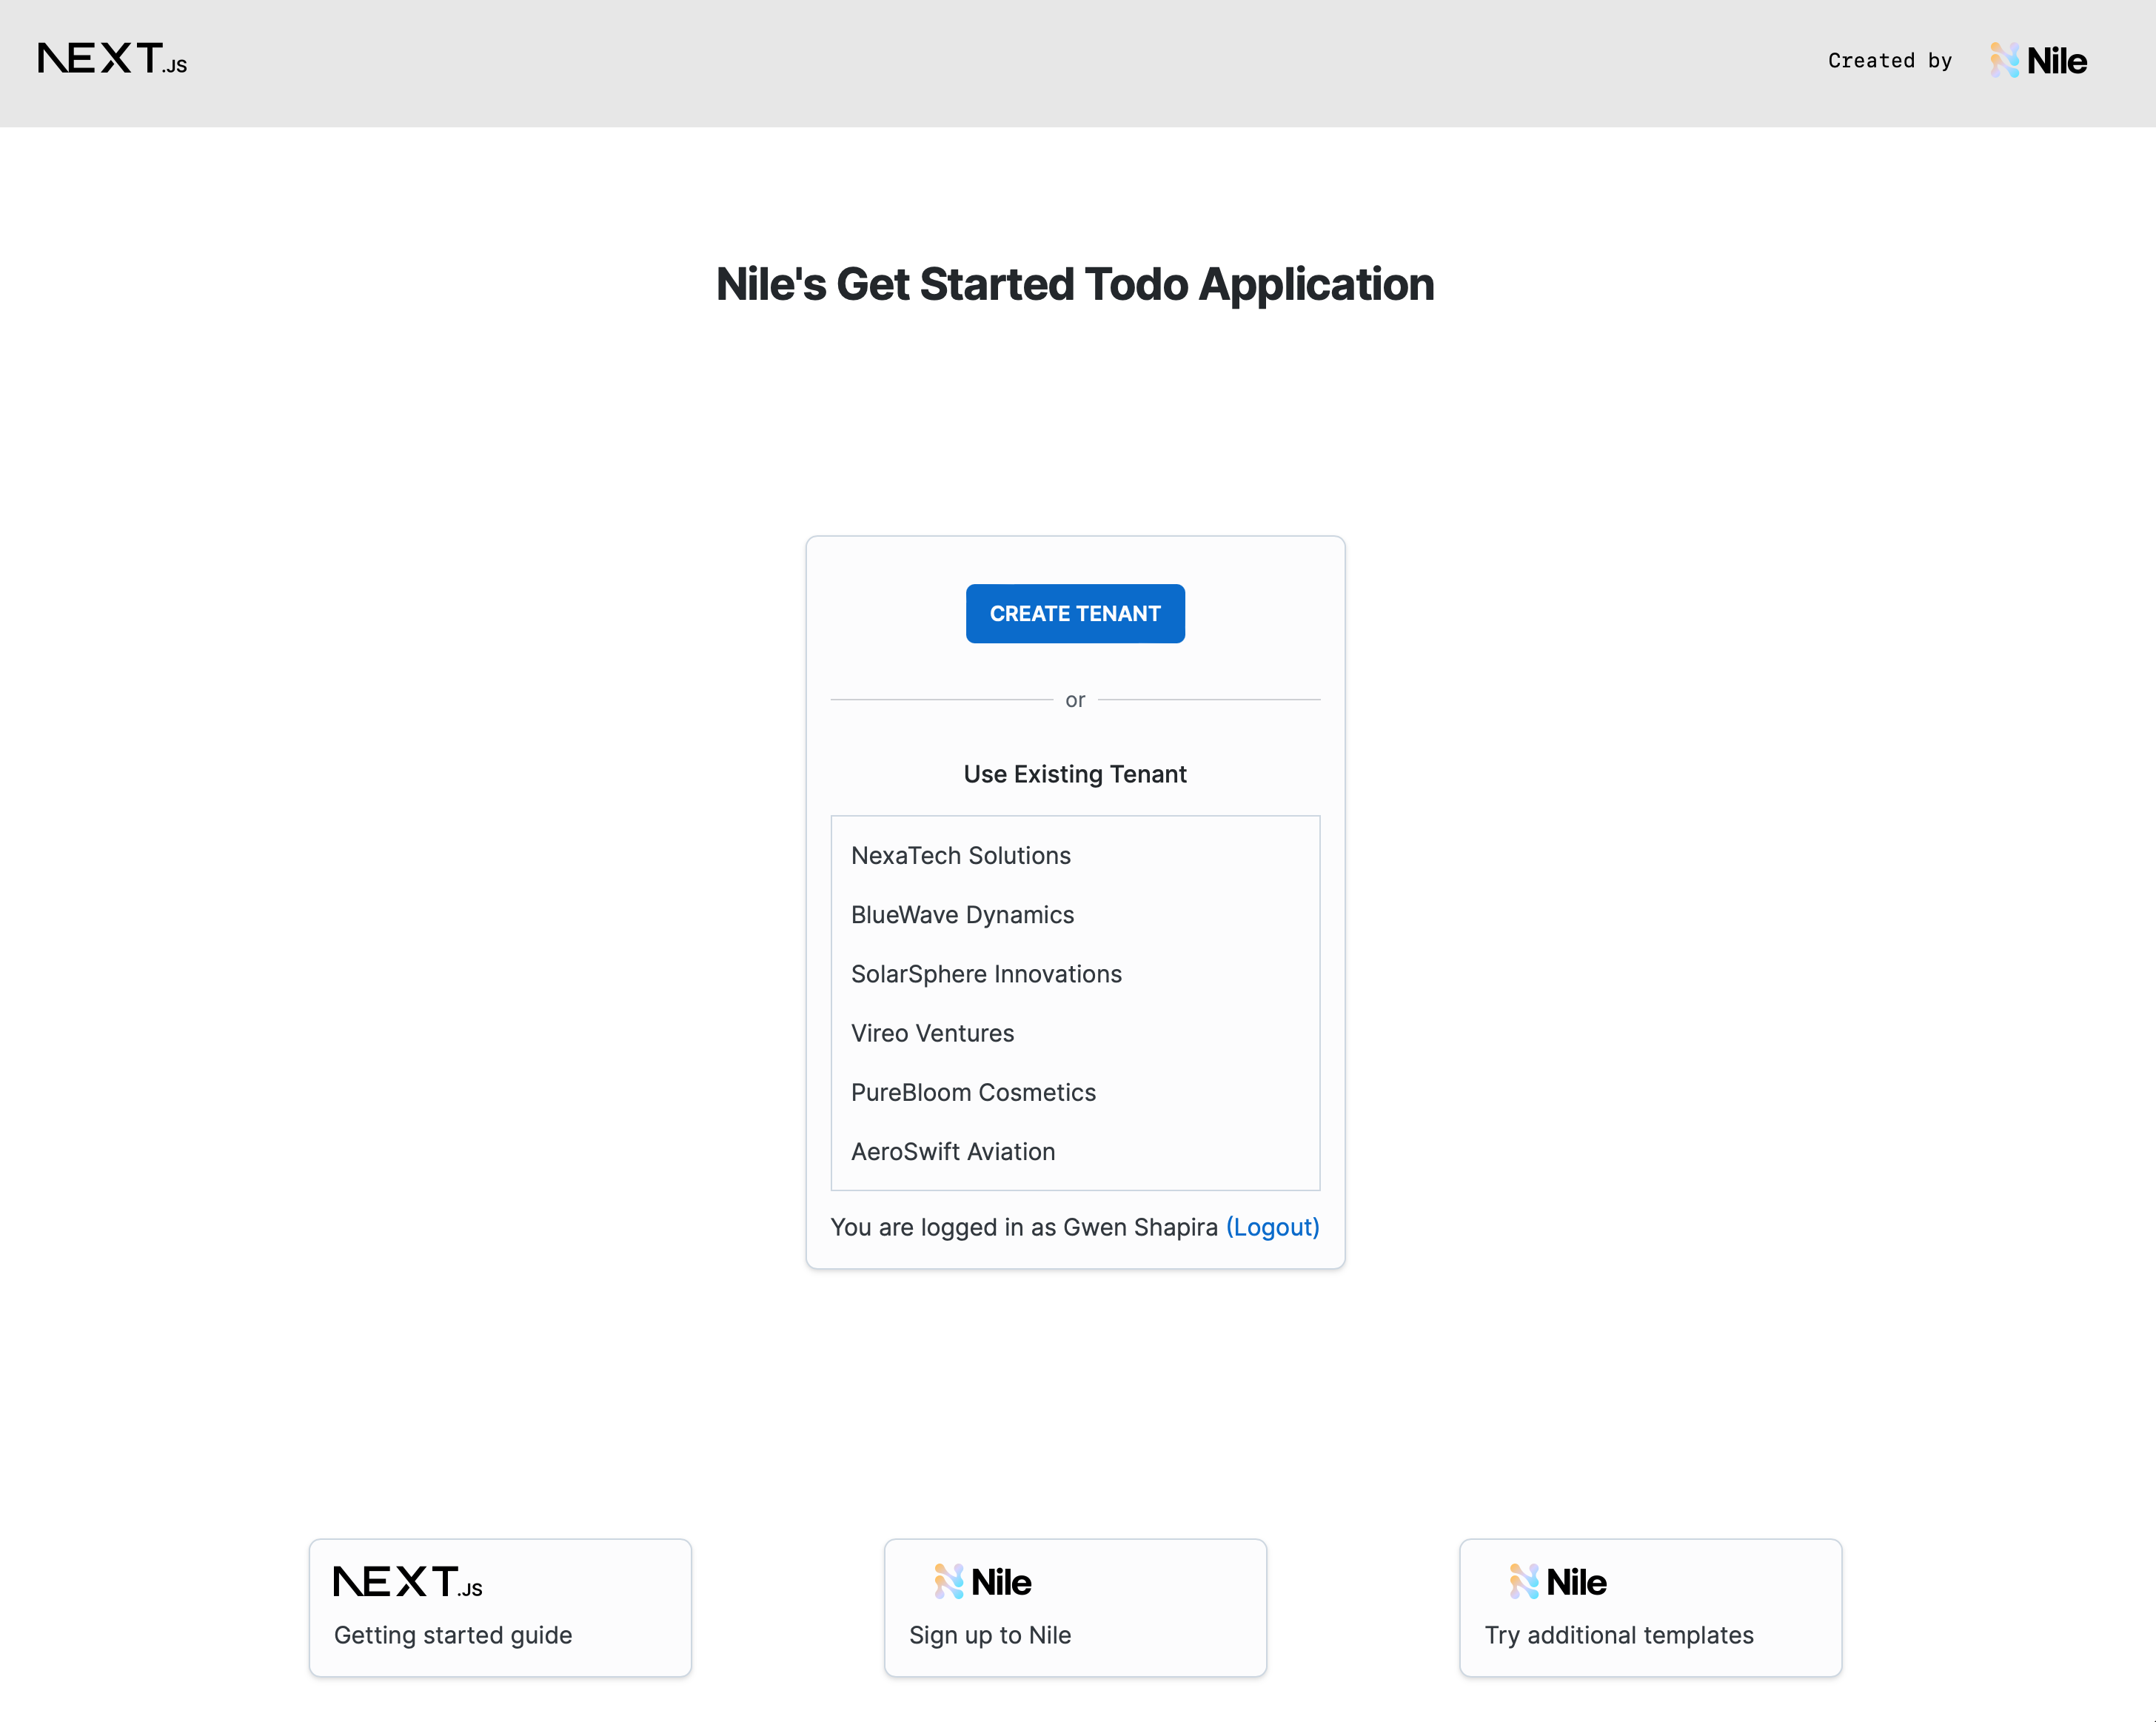 NEXT.JS
Created by Nile
Nile's Get Started Todo Application
CREATE TENANT
or
Use Existing Tenant
NexaTech Solutions
BlueWave Dynamics
SolarSphere Innovations
Vireo Ventures
PureBloom Cosmetics
AeroSwift Aviation
You are logged in as Gwen Shapira (Logout)
NEXT.JS
Getting started guide
Nile
Sign up to Nile
Nile
Try additional templates